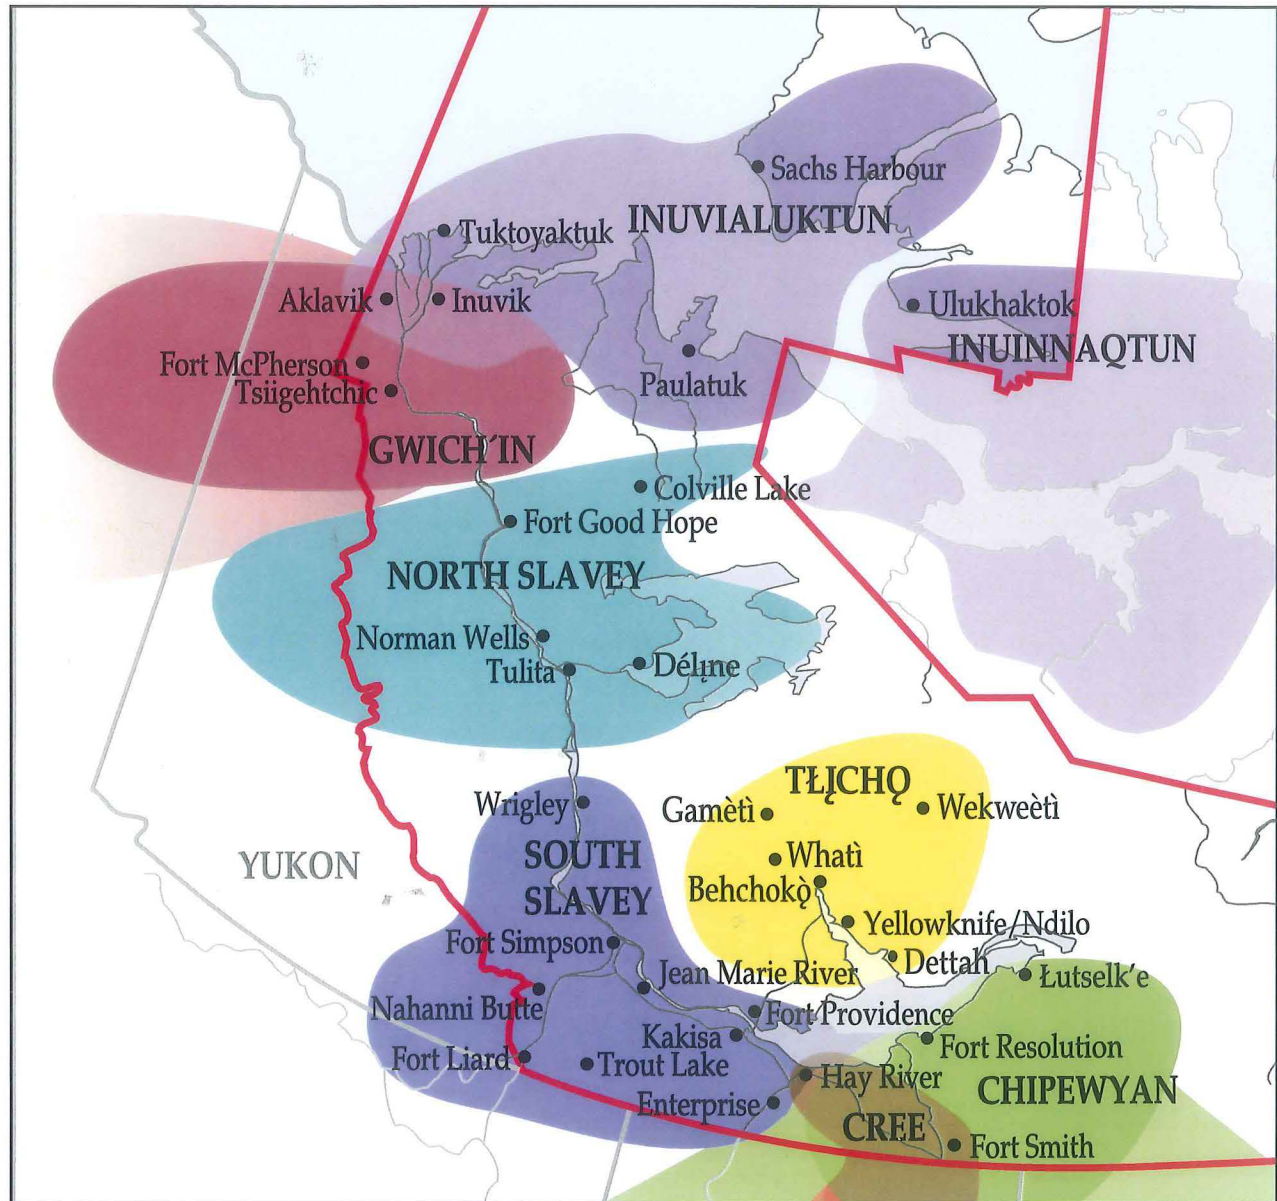 Sachs Harbour
INUVIALUKTUN
Tuktoyaktuk
Aklavik
Inuvik
Ulukhaktok
INUINNAQTUN
Fort McPherson
Tsiigehtchic
Paulatuk
GWICH´IN
Colville Lake
Fort Good Hope
NORTH SLAVEY
Norman Wells
Tulita
Délı̨ne
TŁĮCHǪ
Wrigley
Gamètì
Wekweètì
YUKON
SOUTH
SLAVEY
Whatì
Behchokǫ̀
Yellowknife/Ndilo
Fort Simpson
Dettah
Jean Marie River
Łutselk´e
Nahanni Butte
Fort Providence
Kakisa
Fort Resolution
Fort Liard
Trout Lake
Hay River
CHIPEWYAN
Enterprise
CREE
Fort Smith